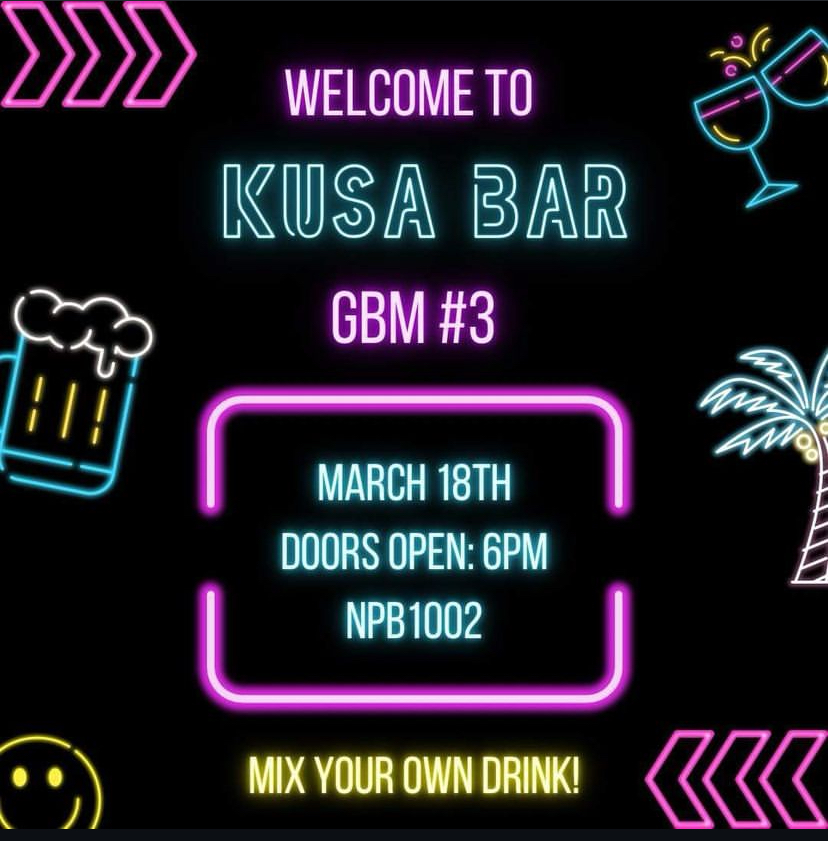 WELCOME TO
KUSA BAR
GBM #3
MARCH 18TH
DOORS OPEN: 6PM
NPB1002
MIX YOUR OWN DRINK!